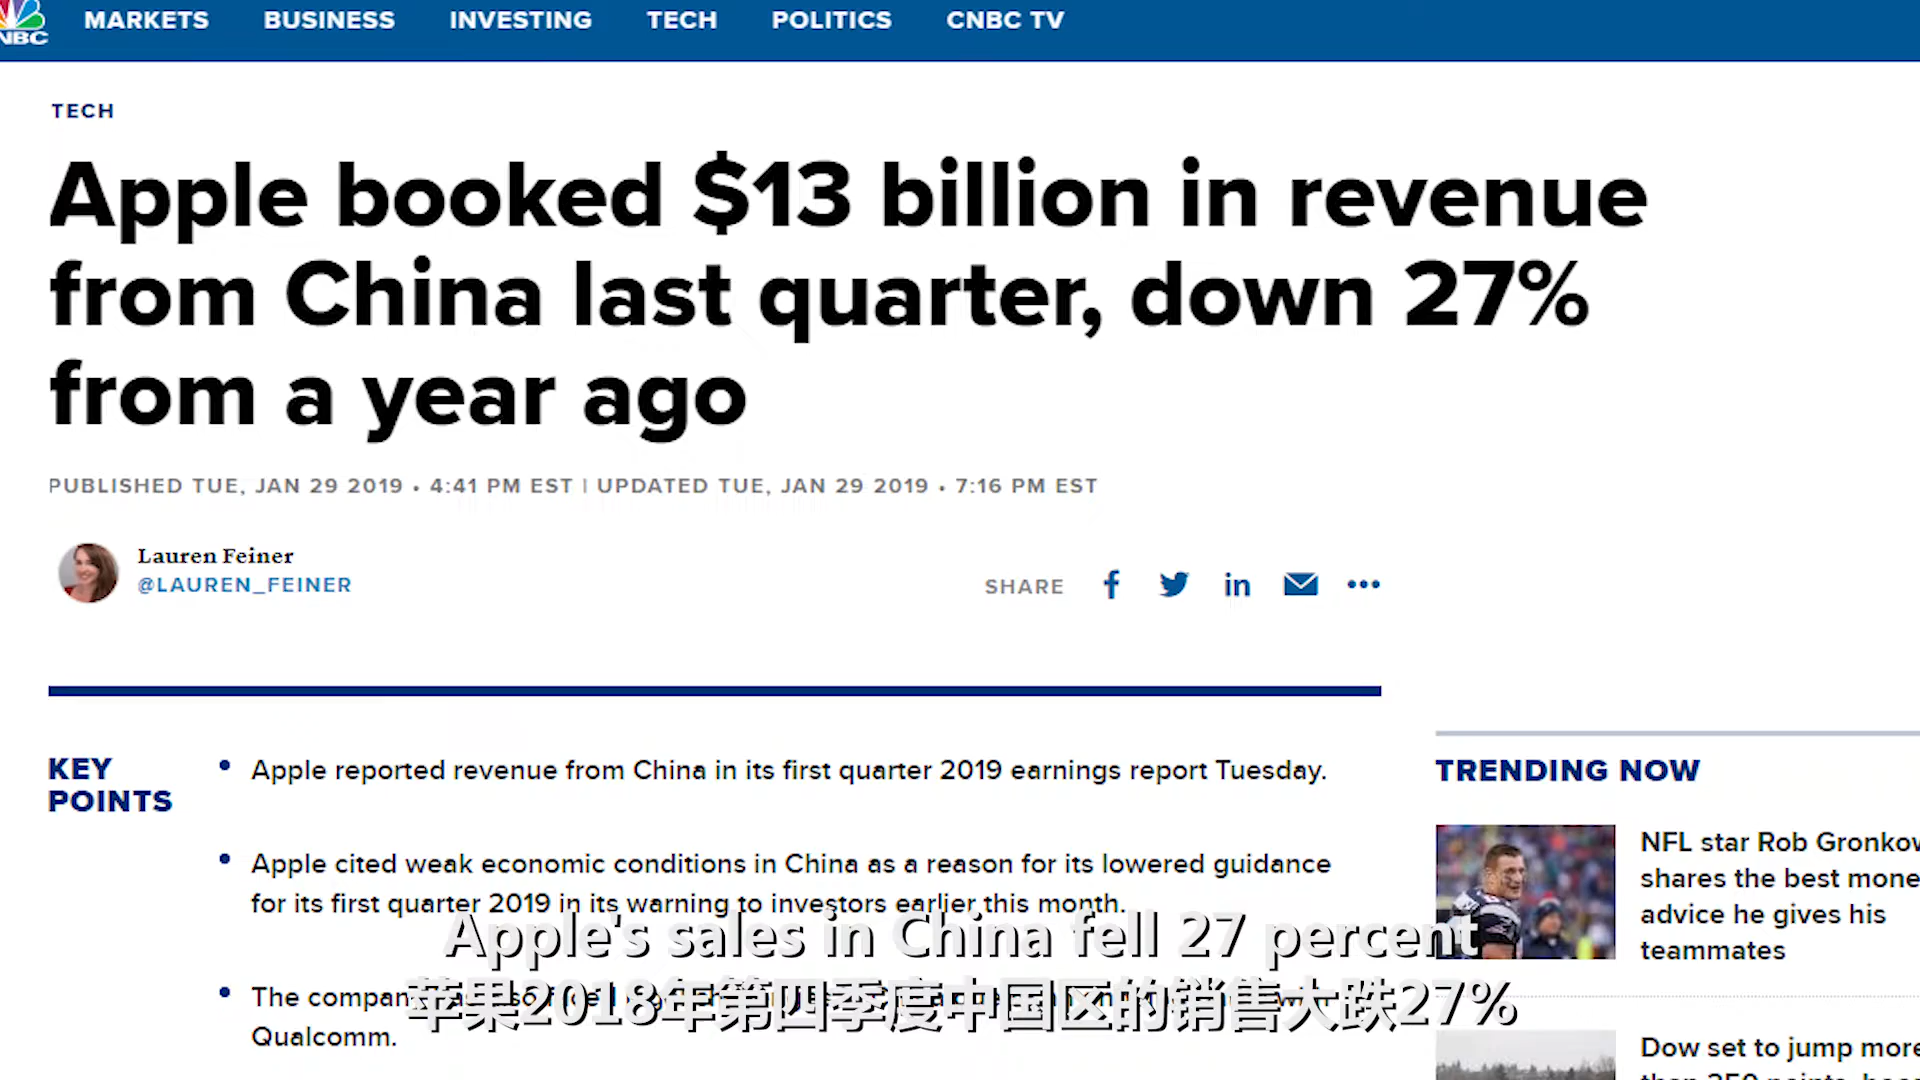 NBC
MARKETS BUSINESS INVESTING TECH POLITICS CNBC TV
TECH
Apple booked $13 billion in revenue
from China last quarter, down 27%
from a year ago
PUBLISHED TUE, JAN 29 2019 • 4:41 PM EST | UPDATED TUE, JAN 29 2019 • 7:16 PM EST
Lauren Feiner
@LAUREN_FEINER
SHARE
KEY
POINTS
Apple reported revenue from China in its first quarter 2019 earnings report Tuesday.
Apple cited weak economic conditions in China as a reason for its lowered guidance
for its first quarter 2019 in its warning to investors earlier this month.
The
Qualcomm.
TRENDING NOW
NFL star Rob Gronkow
shares the best mone
advice he gives his
teammates
Dow set to jump more
Apple's sales in China fell 27 percent
苹果2018年第四季度中国区的销售大跌27%